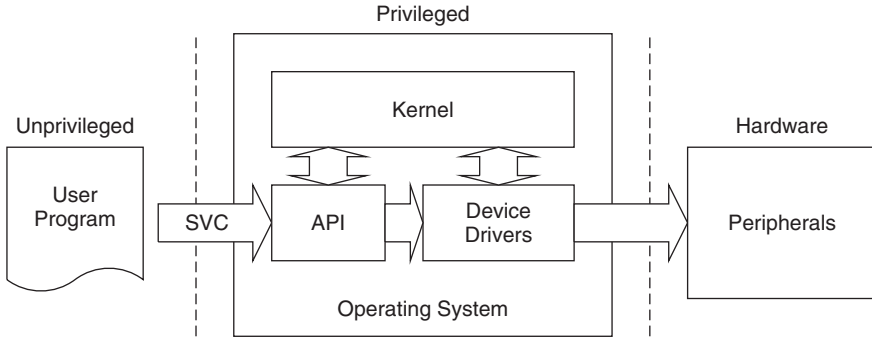 Privileged
Unprivileged
Hardware
Kernel
User
Program
SVC
API
Device
Drivers
Peripherals
Operating System